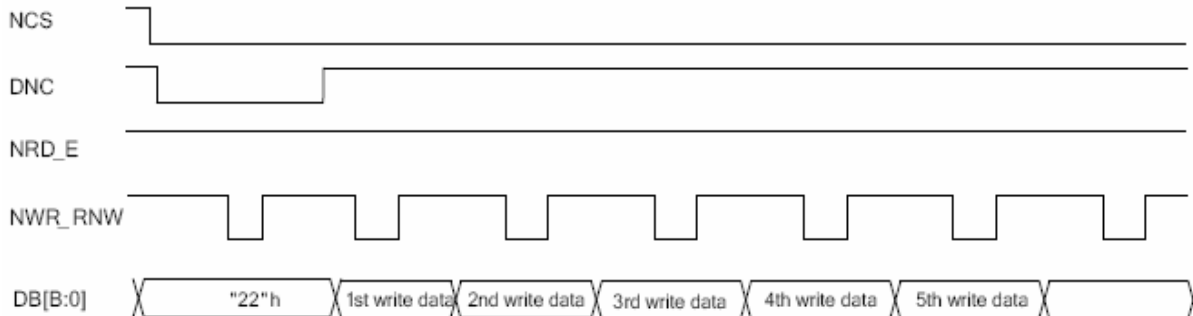 NCS
DNC
NRD_E
NWR_RNW
DB[B:0] "22"h 1st write data 2nd write data 3rd write data 4th write data 5th write data